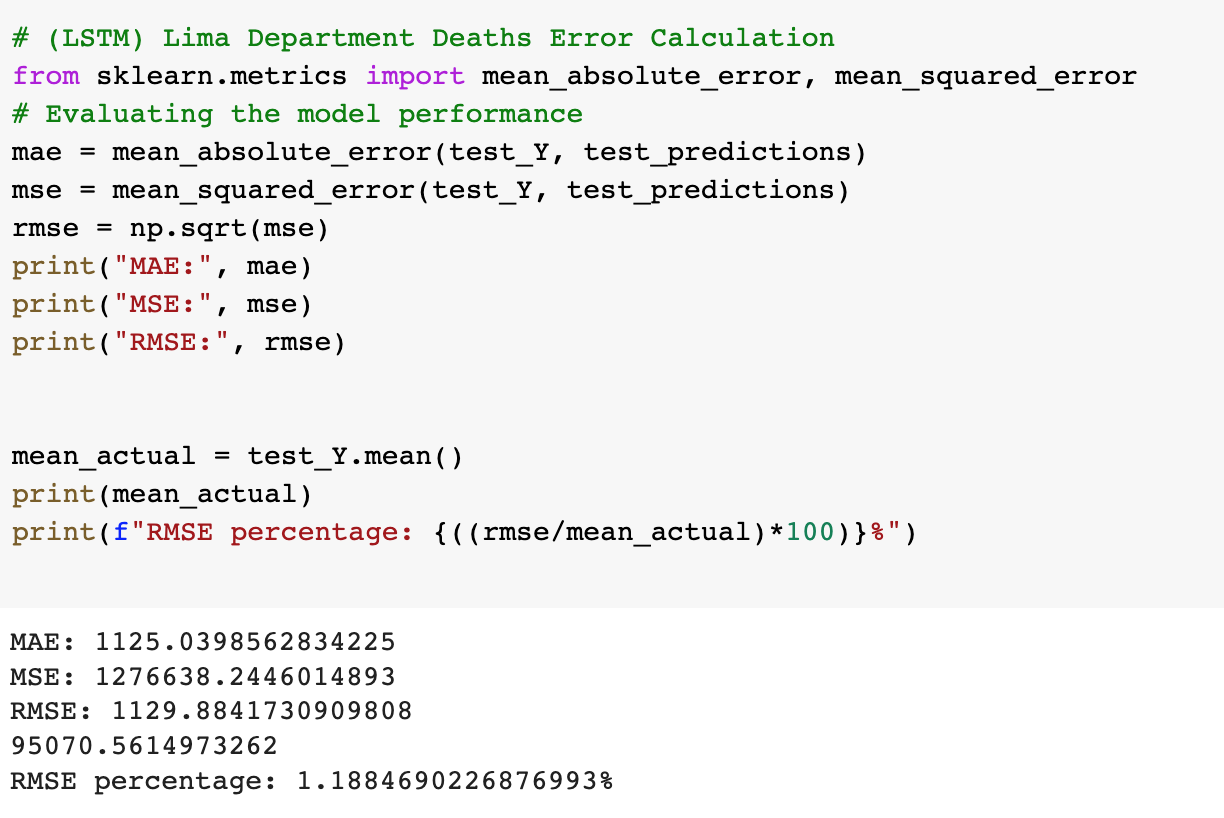 # (LSTM) Lima Department Deaths Error Calculation
from sklearn.metrics import mean_absolute_error, mean_squared_error
# Evaluating the model performance
mae = mean_absolute_error(test_Y, test_predictions)
mse = mean_squared_error(test_Y, test_predictions)
rmse = np.sqrt(mse)
print("MAE:", mae)
print("MSE:", mse)
print("RMSE:", rmse)
mean_actual = test_Y.mean()
print(mean_actual)
print(f"RMSE percentage: {((rmse/mean_actual)*100)}%")
MAE: 1125.0398562834225
MSE: 1276638.2446014893
RMSE: 1129.8841730909808
95070.5614973262
RMSE percentage: 1.1884690226876993%